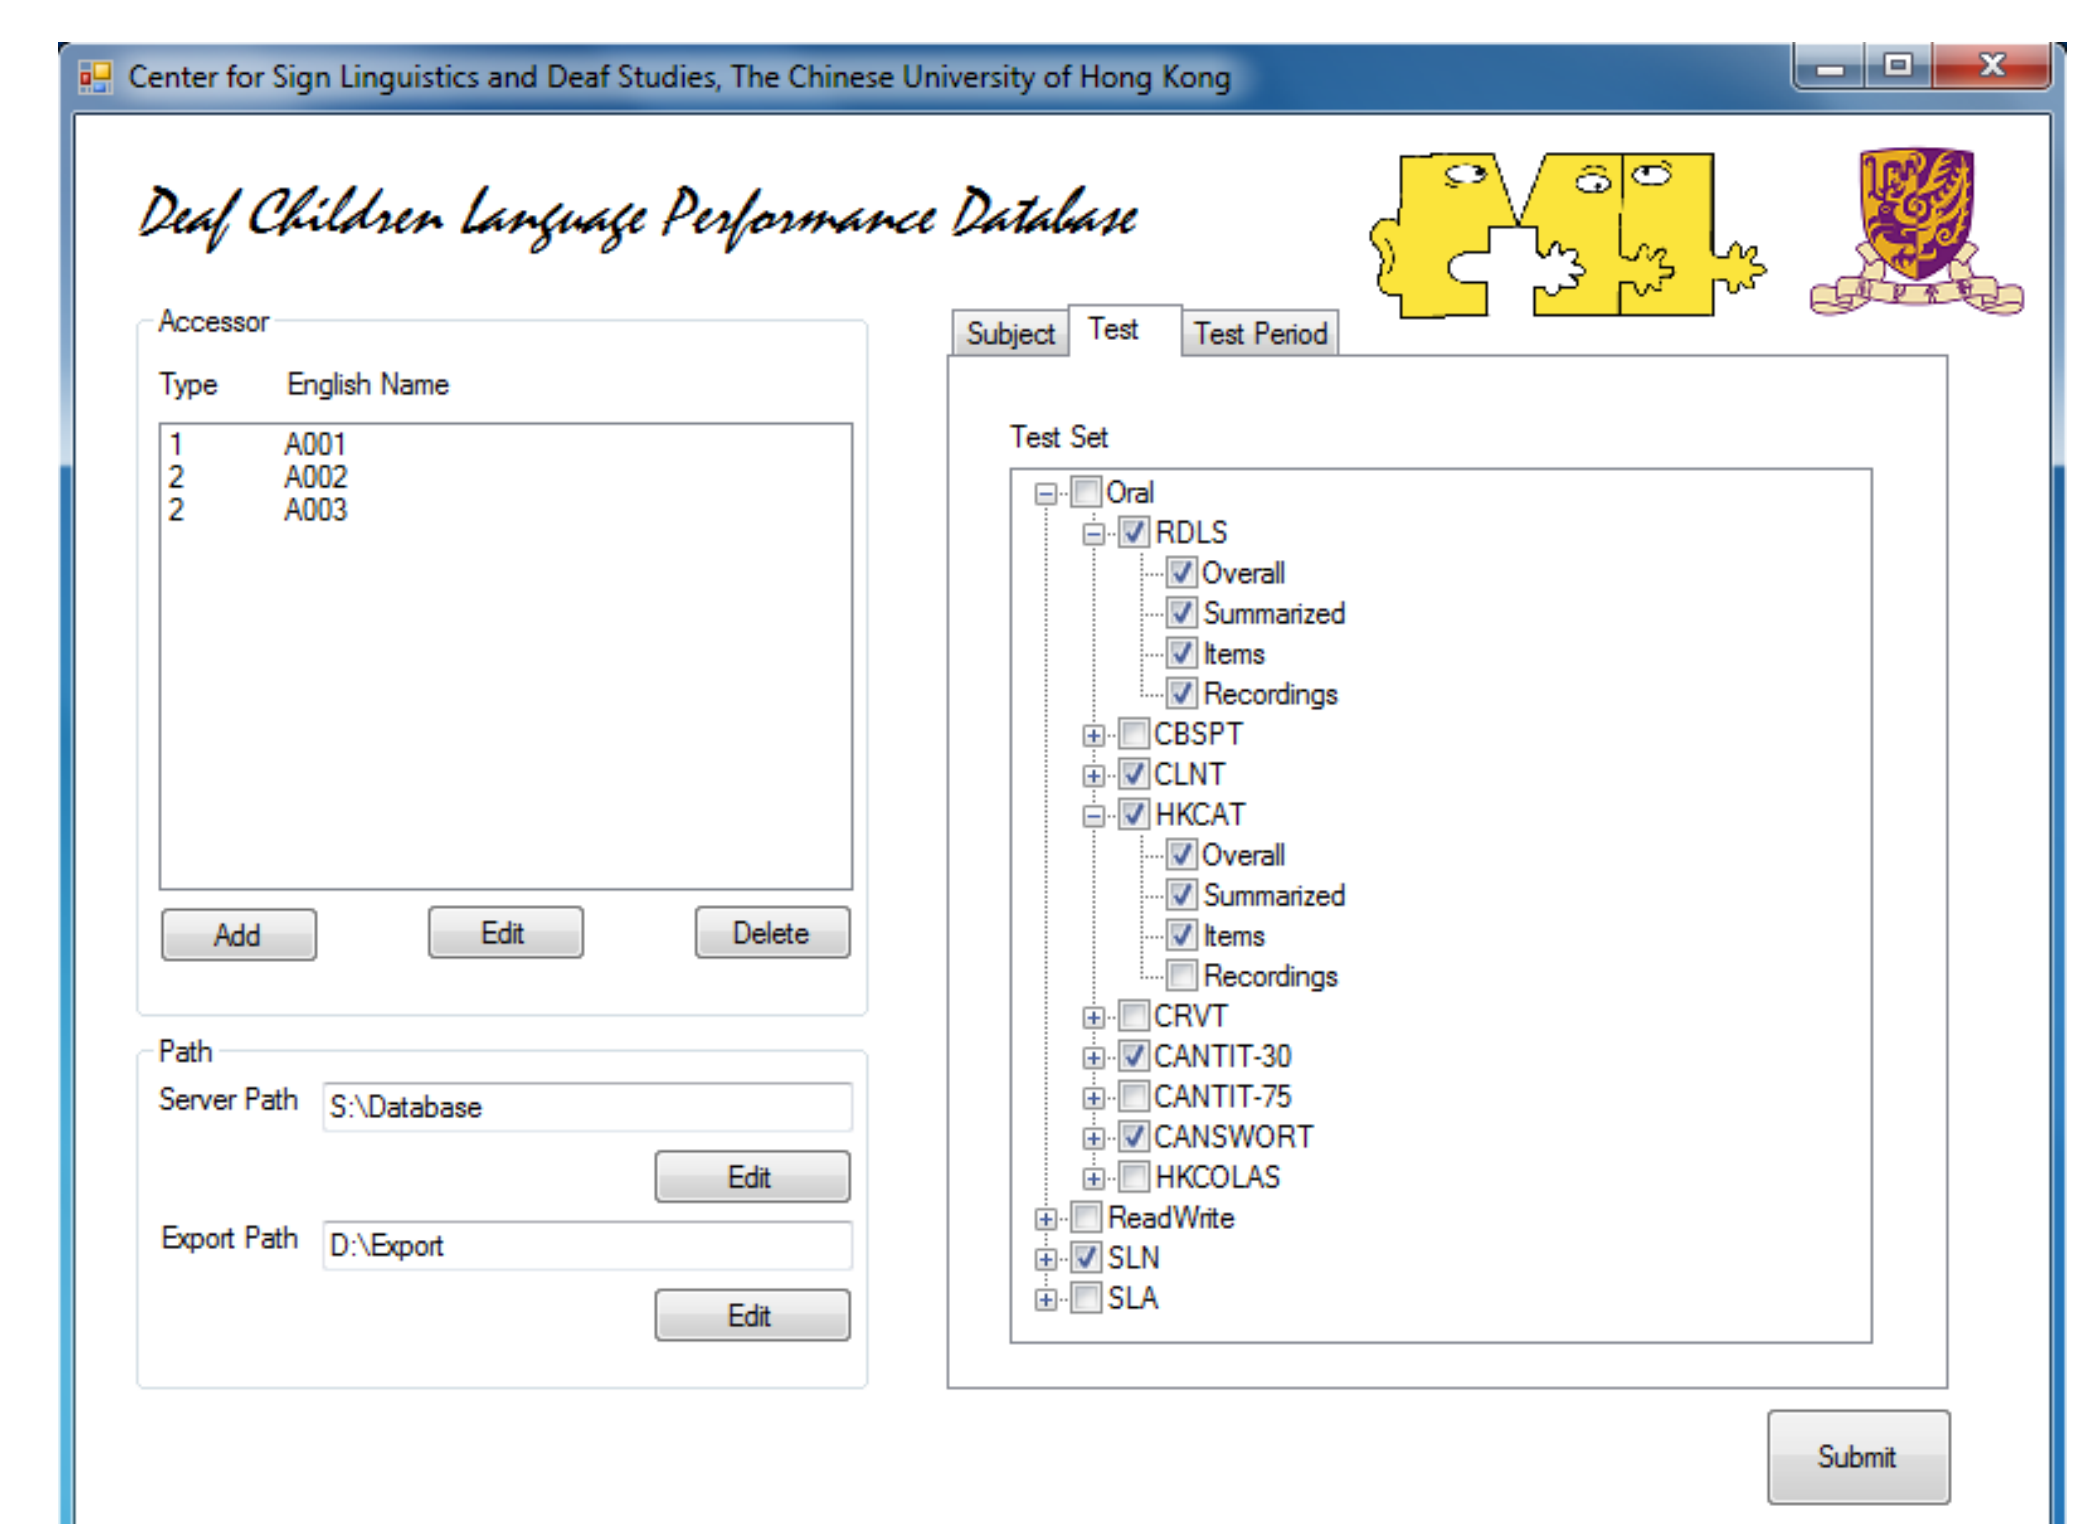 Center for Sign Linguistics and Deaf Studies, The Chinese University of Hong Kong
Deaf Children Language Performance Database
Accessor
Type English Name
1 A001
2 A002
2 A003
Add Edit Delete
Path
Server Path S:\Database
Edit
Export Path D:\Export
Edit
Subject Test Test Period
Test Set
Oral
RDLS
Overall
Summarized
Items
Recordings
CBSPT
CLNT
HKCAT
Overall
Summarized
Items
Recordings
CRVT
CANTIT-30
CANTIT-75
CANSWORT
HKCOLAS
ReadWrite
SLN
SLA
Submit